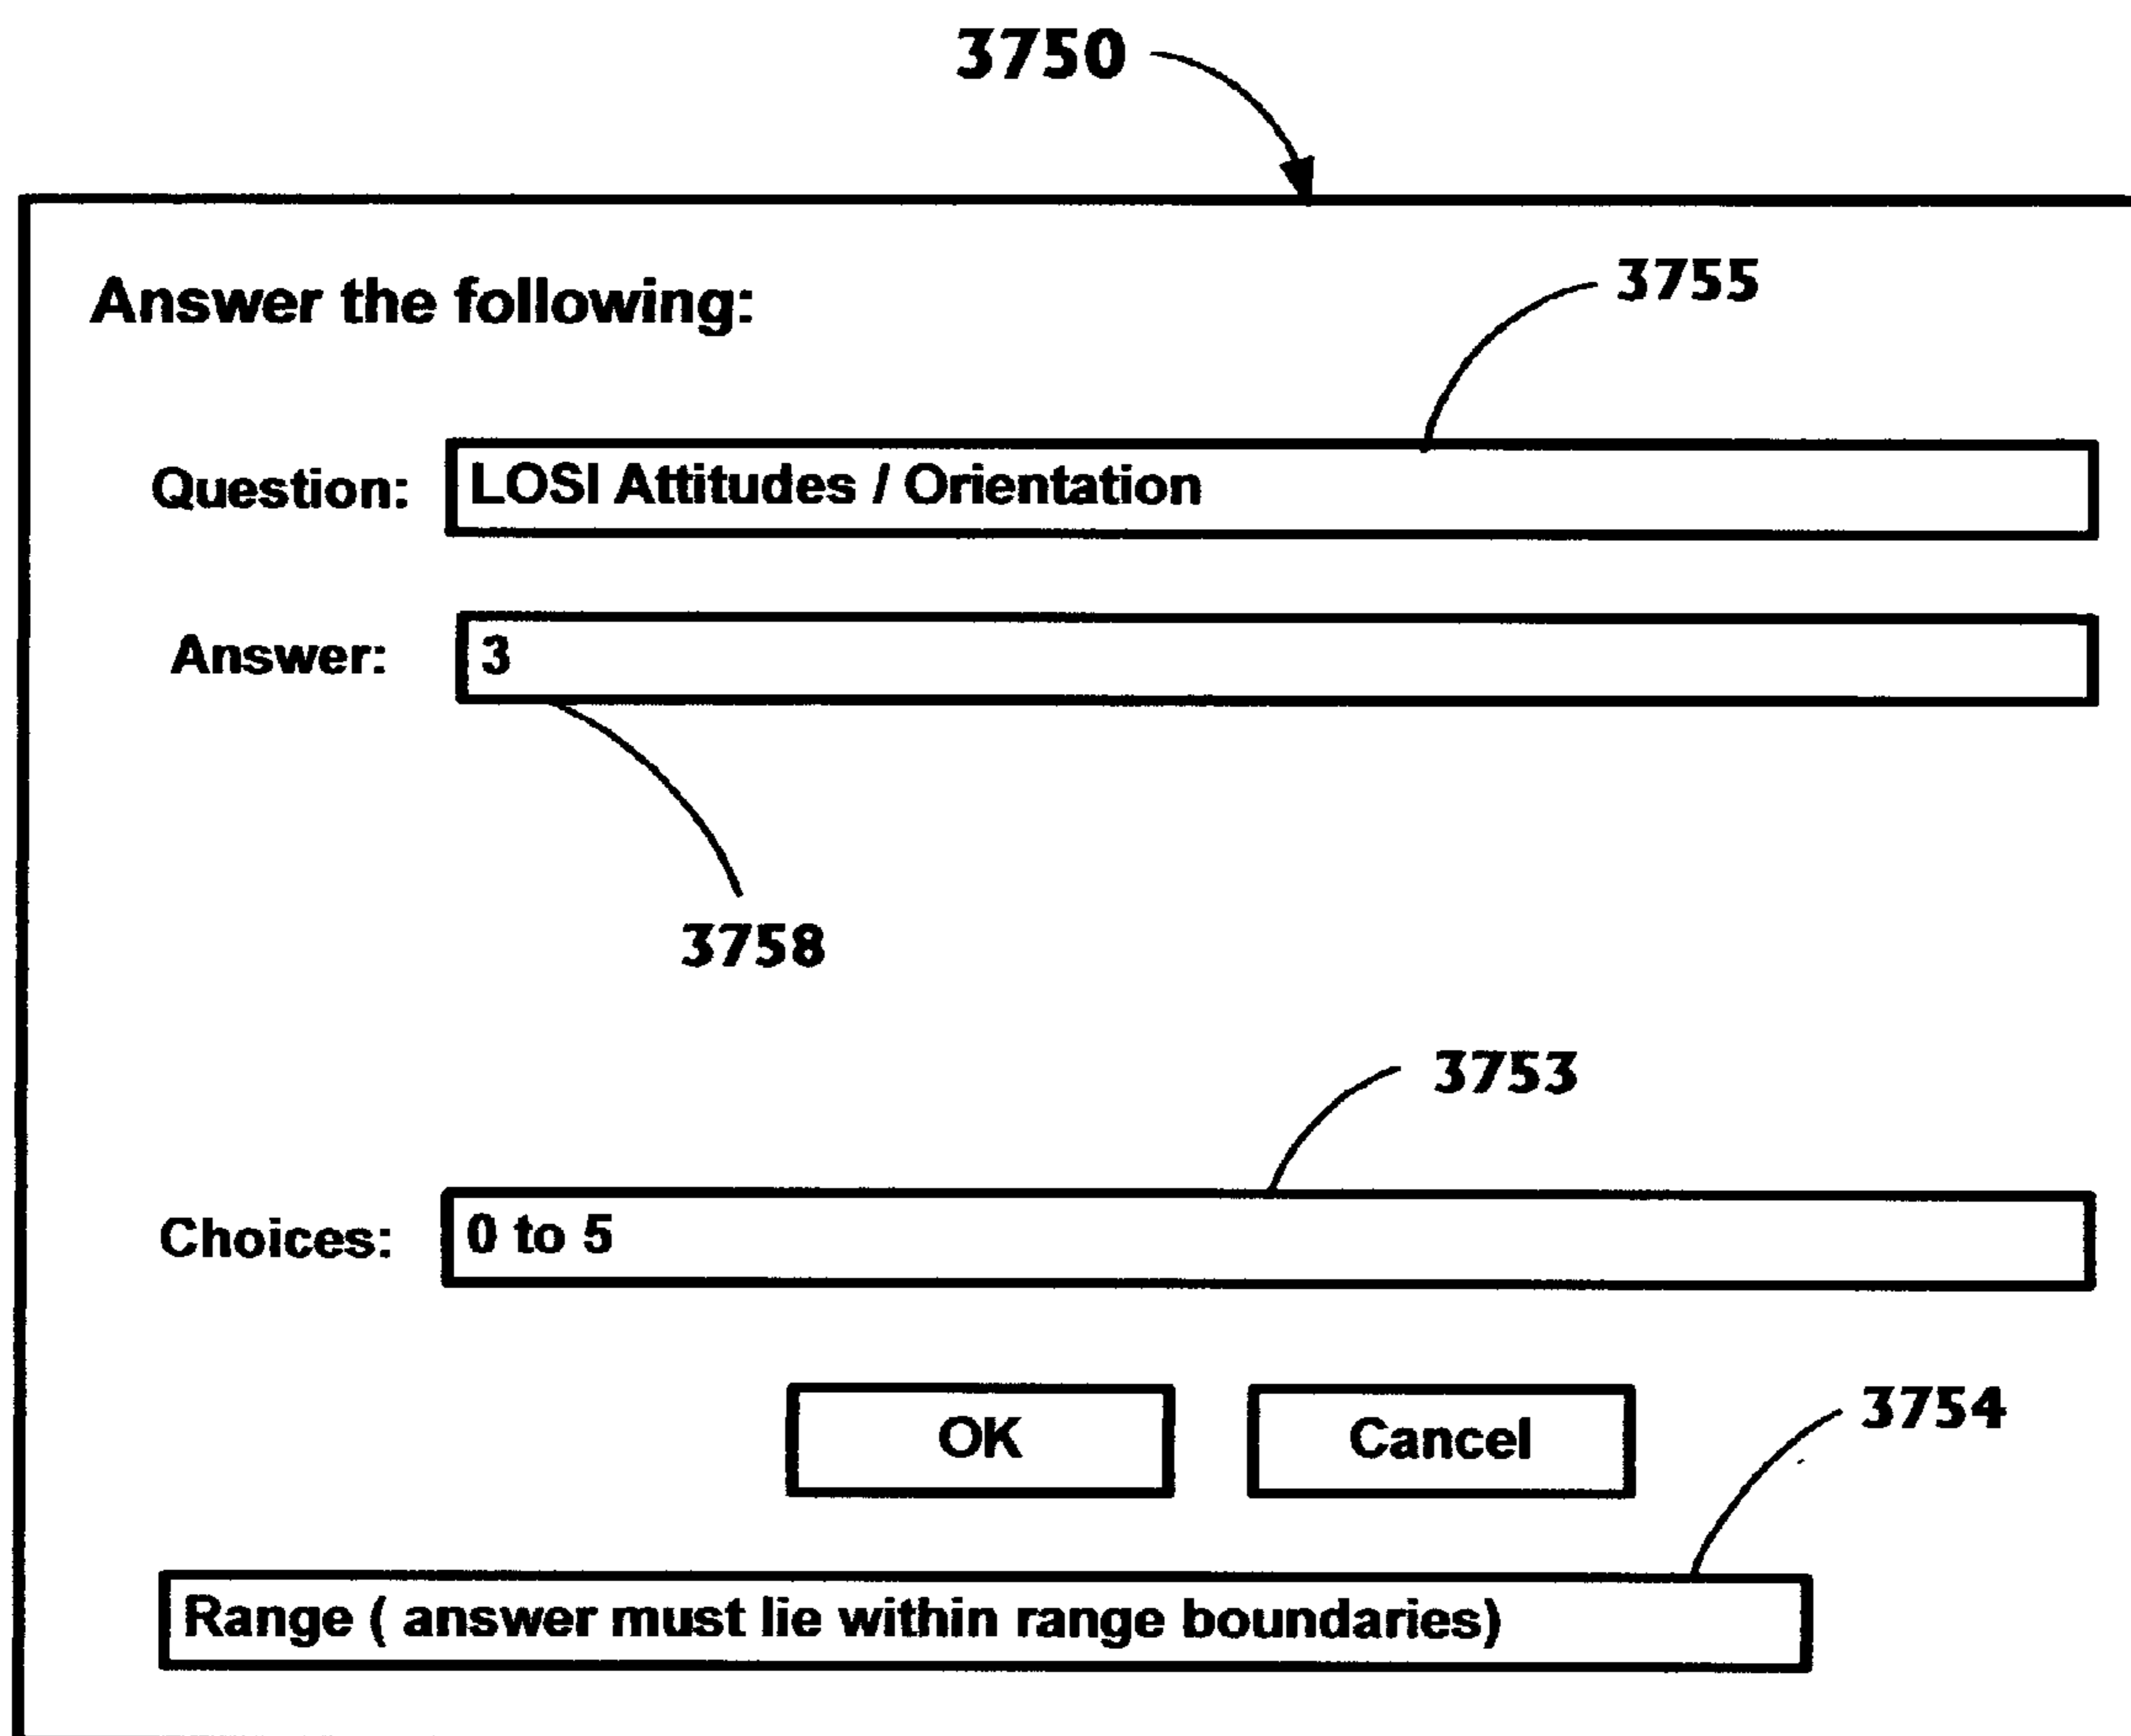 3750
3755
Answer the following:
Question: LOSI Attitudes / Orientation
Answer: 3
3758
3753
Choices: 0 to 5
OK Cancel
3754
Range ( answer must lie within range boundaries)